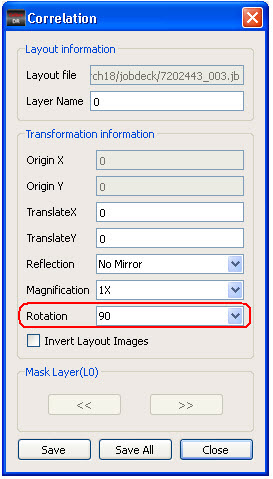 DR Correlation
Layout information
Layout file rch18/jobdeck/7202443_003.jb
Layer Name 0
Transformation information
Origin X 0
Origin Y 0
TranslateX 0
TranslateY 0
Reflection No Mirror
Magnification 1X
Rotation 90
Invert Layout Images
Mask Layer(L0)
<< >>
Save Save All Close